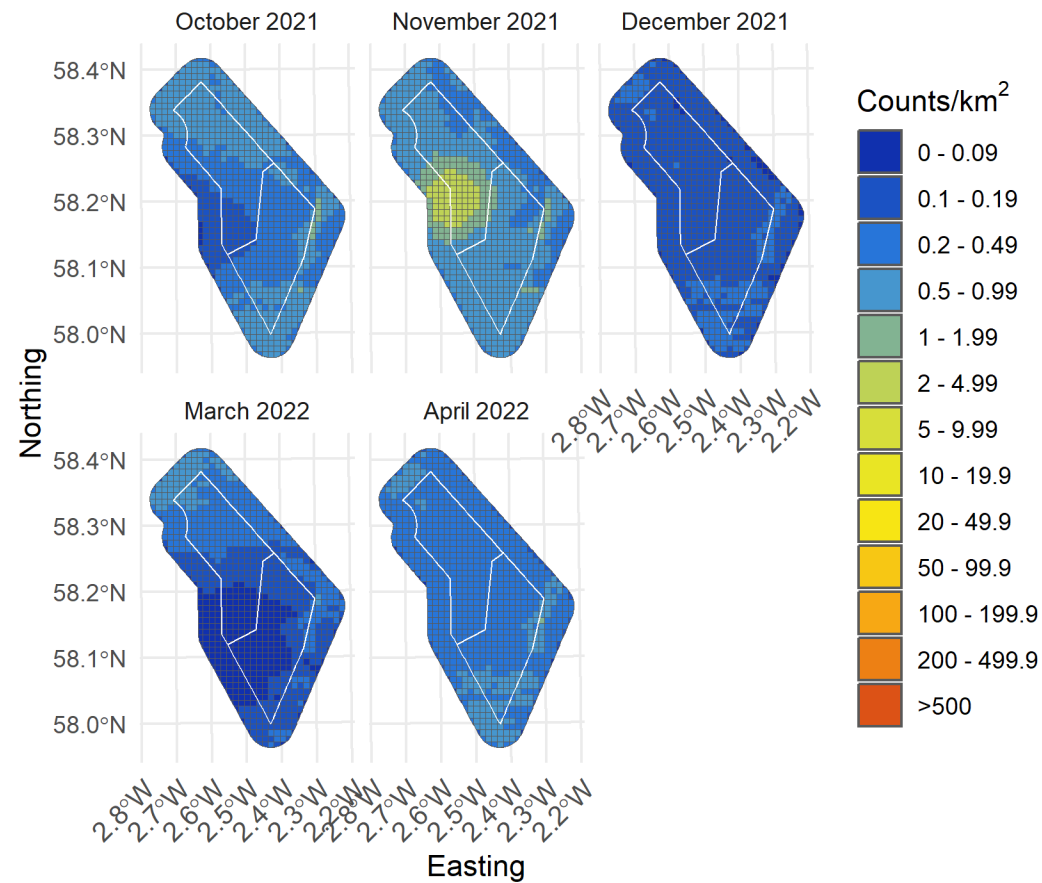 October 2021
November 2021
December 2021
58.4°N
58.3°N
58.2°N
58.1°N
58.0°N
2.8°W
2.7°W
2.6°W
2.5°W
2.4°W
2.3°W
2.2°W
March 2022
April 2022
58.4°N
58.3°N
58.2°N
58.1°N
58.0°N
2.8°W
2.7°W
2.6°W
2.5°W
2.4°W
2.3°W
2.2°W
2.8°W
2.7°W
2.6°W
2.5°W
2.4°W
2.3°W
2.2°W
Northing
Easting
Counts/km²
0 - 0.09
0.1 - 0.19
0.2 - 0.49
0.5 - 0.99
1 - 1.99
2 - 4.99
5 - 9.99
10 - 19.9
20 - 49.9
50 - 99.9
100 - 199.9
200 - 499.9
>500